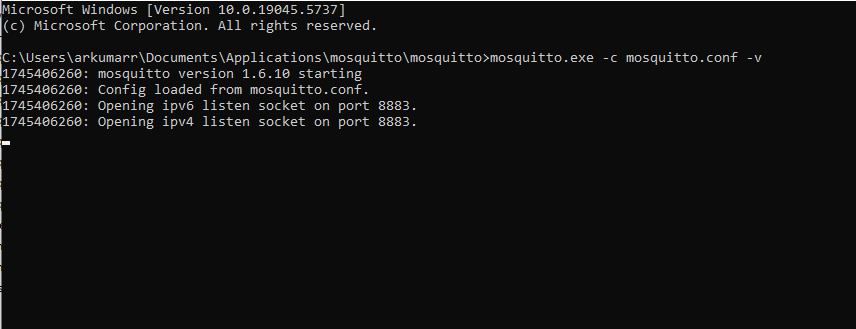 Microsoft Windows [Version 10.0.19045.5737]
(c) Microsoft Corporation. All rights reserved.
C:\Users\arkumarr\Documents\Applications\mosquitto\mosquitto>mosquitto.exe -c mosquitto.conf -v
1745406260: mosquitto version 1.6.10 starting
1745406260: Config loaded from mosquitto.conf.
1745406260: Opening ipv6 listen socket on port 8883.
1745406260: Opening ipv4 listen socket on port 8883.